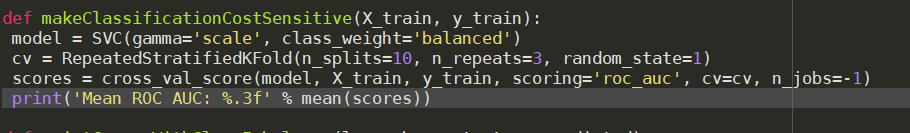 def makeClassificationCostSensitive(X_train, y_train):
 model = SVC(gamma='scale', class_weight='balanced')
 cv = RepeatedStratifiedKFold(n_splits=10, n_repeats=3, random_state=1)
 scores = cross_val_score(model, X_train, y_train, scoring='roc_auc', cv=cv, n_jobs=-1)
 print('Mean ROC AUC: %.3f' % mean(scores))